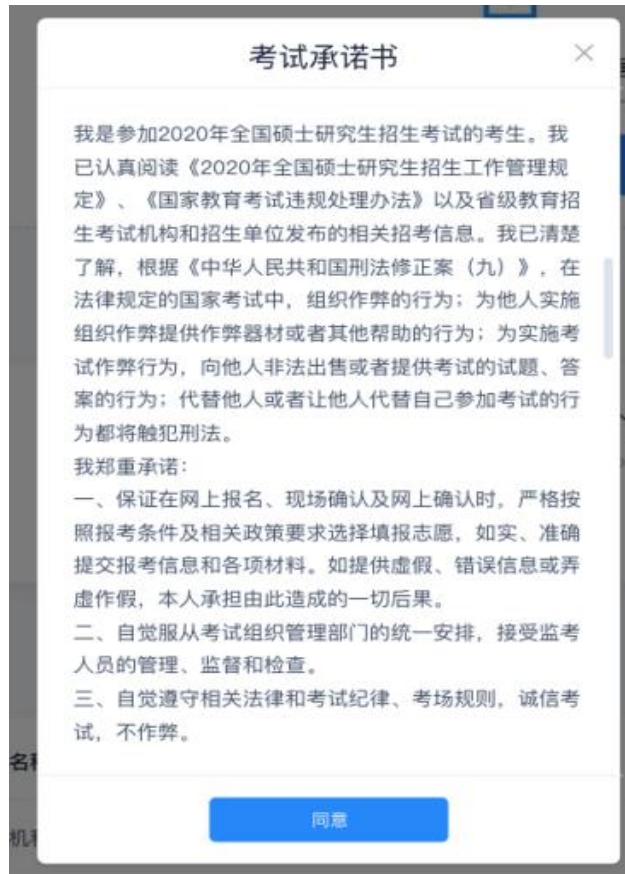 考试承诺书
我是参加2020年全国硕士研究生招生考试的考生。我
已认真阅读《2020年全国硕士研究生招生工作管理规
定》、《国家教育考试违规处理办法》以及省级教育招
生考试机构和招生单位发布的相关招考信息。我已清楚
了解，根据《中华人民共和国刑法修正案（九）》，在
法律规定的国家考试中，组织作弊的行为；为他人实施
组织作弊提供作弊器材或者其他帮助的行为；为实施考
试作弊行为，向他人非法出售或者提供考试的试题、答
案的行为；代替他人或者让他人代替自己参加考试的行
为都将触犯刑法。
我郑重承诺：
一、保证在网上报名、现场确认及网上确认时，严格按
照报考条件及相关政策要求选择填报志愿，如实、准确
提交报考信息和各项材料。如提供虚假、错误信息或弄
虚作假，本人承担由此造成的一切后果。
二、自觉服从考试组织管理部门的统一安排，接受监考
人员的管理、监督和检查。
三、自觉遵守相关法律和考试纪律、考场规则，诚信考
试，不作弊。
名
机
同意